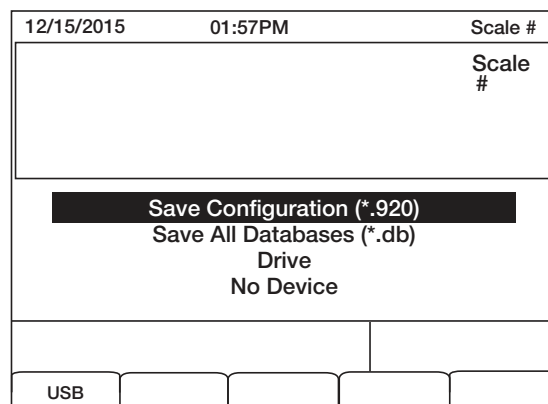 12/15/2015 01:57PM Scale #
Scale
#
Save Configuration (*.920)
Save All Databases (*.db)
Drive
No Device
USB